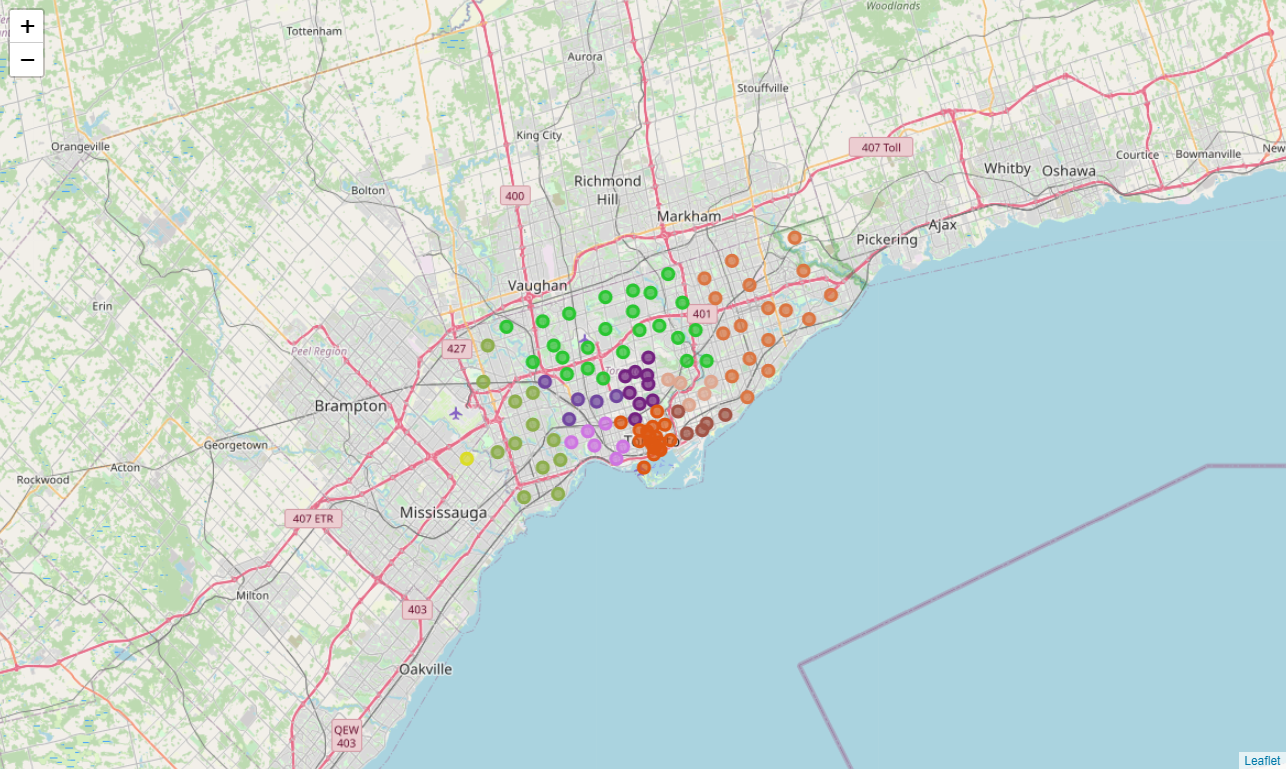 +
−
Woodlands
Tottenham
Aurora
Stouffville
King City
Orangeville
407 Toll
Courtice
Bowmanville
New
Whitby
Oshawa
Richmond
Hill
Bolton
400
Markham
Ajax
Pickering
Vaughan
Erin
401
427
Peel Region
Brampton
Georgetown
Acton
Rockwood
Mississauga
407 ETR
Milton
403
Oakville
QEW
403
Leaflet